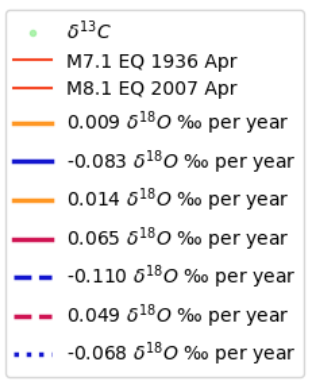 δ¹³C
M7.1 EQ 1936 Apr
M8.1 EQ 2007 Apr
0.009 δ¹⁸O ‰ per year
-0.083 δ¹⁸O ‰ per year
0.014 δ¹⁸O ‰ per year
0.065 δ¹⁸O ‰ per year
-0.110 δ¹⁸O ‰ per year
0.049 δ¹⁸O ‰ per year
-0.068 δ¹⁸O ‰ per year